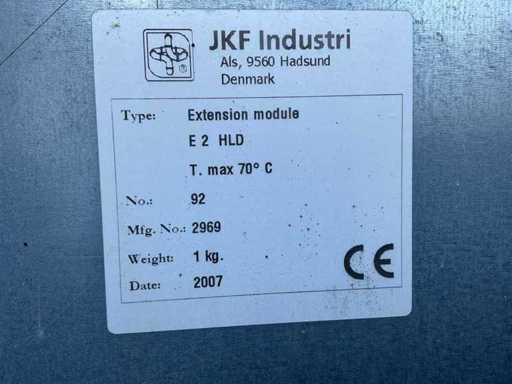 JKF Industri
Als, 9560 Hadsund
Denmark
Type: Extension module
E 2 HLD
T. max 70° C
No.: 92
Mfg. No.: 2969
Weight: 1 kg.
Date: 2007
CE